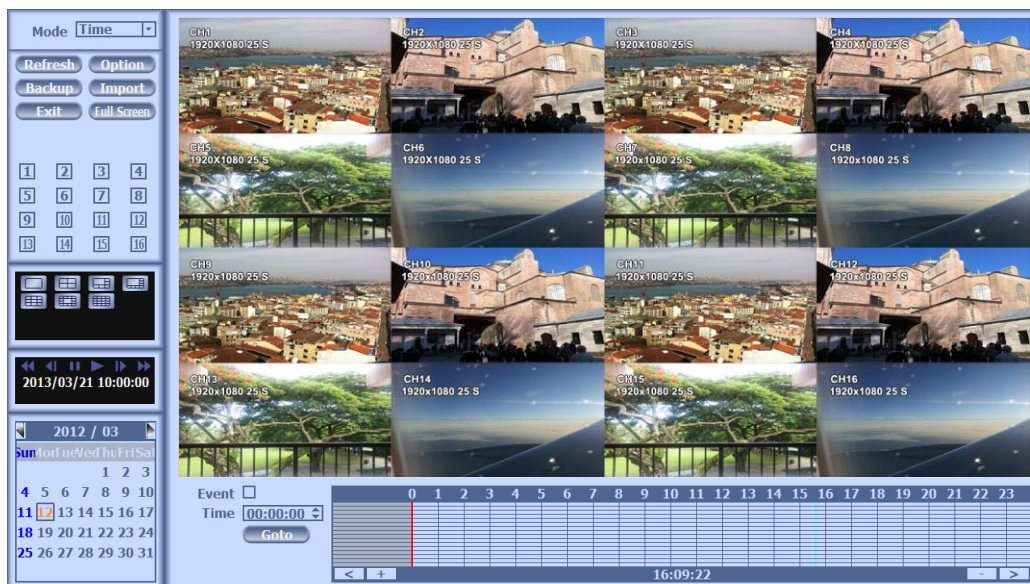 Mode Time
Refresh Option
Backup Import
Exit Full Screen
1 2 3 4
5 6 7 8
9 10 11 12
13 14 15 16
2013/03/21 10:00:00
2012 / 03
Sun Mon Tue Wed Thu Fri Sat
1 2 3
4 5 6 7 8 9 10
11 12 13 14 15 16 17
18 19 20 21 22 23 24
25 26 27 28 29 30 31
CH1
1920X1080 25 S
CH2
1920X1080 25 S
CH3
1920X1080 25 S
CH4
1920X1080 25 S
CH5
1920X1080 25 S
CH6
1920X1080 25 S
CH7
1920x1080 25 S
CH8
1920x1080 25 S
CH9
1920x1080 25 S
CH10
1920x1080 25 S
CH11
1920x1080 25 S
CH12
1920x1080 25 S
CH13
1920x1080 25 S
CH14
1920x1080 25 S
CH15
1920x1080 25 S
CH16
1920x1080 25 S
Event
Time 00:00:00
Goto
0 1 2 3 4 5 6 7 8 9 10 11 12 13 14 15 16 17 18 19 20 21 22 23
< + 16:09:22 - >